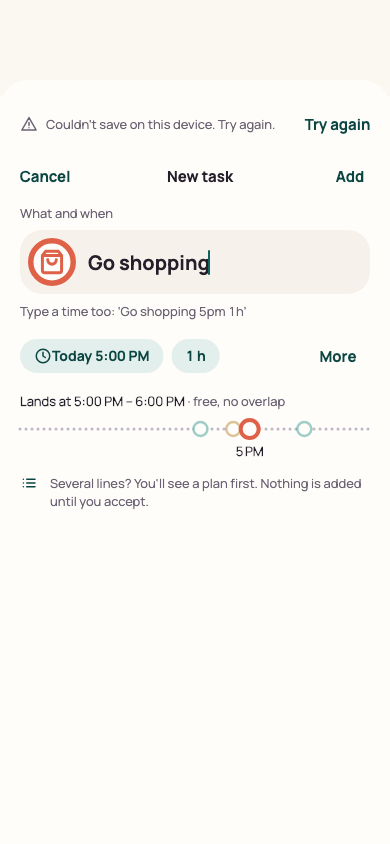 Couldn't save on this device. Try again.
Try again
Cancel
New task
Add
What and when
Go shopping
Type a time too: 'Go shopping 5pm 1h'
Today 5:00 PM
1 h
More
Lands at 5:00 PM – 6:00 PM · free, no overlap
5 PM
Several lines? You'll see a plan first. Nothing is added
until you accept.